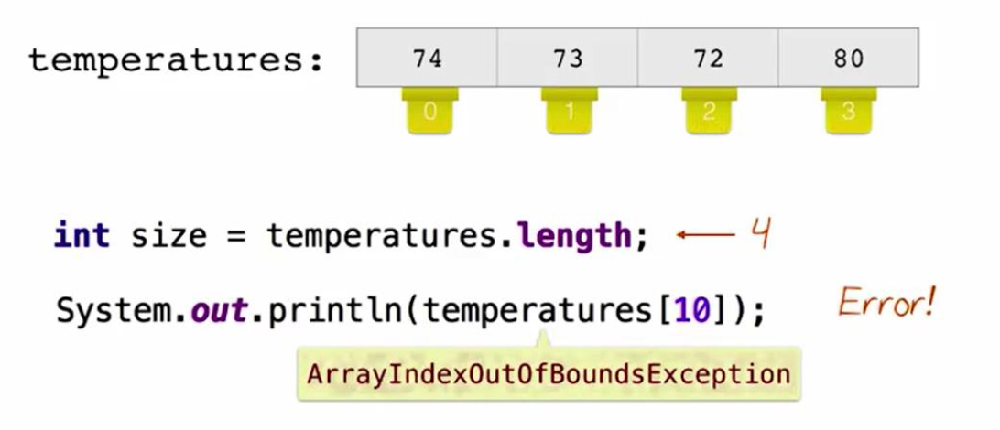 temperatures: 74 73 72 80
0 1 2 3
int size = temperatures.length; ← 4
System.out.println(temperatures[10]); Error!
ArrayIndexOutOfBoundsException